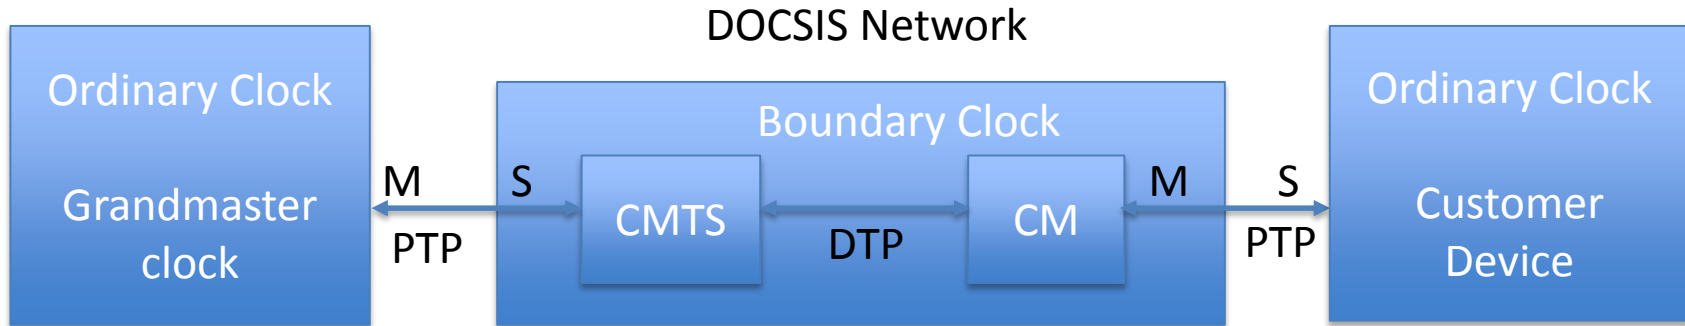 DOCSIS Network
Ordinary Clock
Grandmaster
clock
M
S
PTP
Boundary Clock
CMTS
DTP
CM
M
S
PTP
Ordinary Clock
Customer
Device